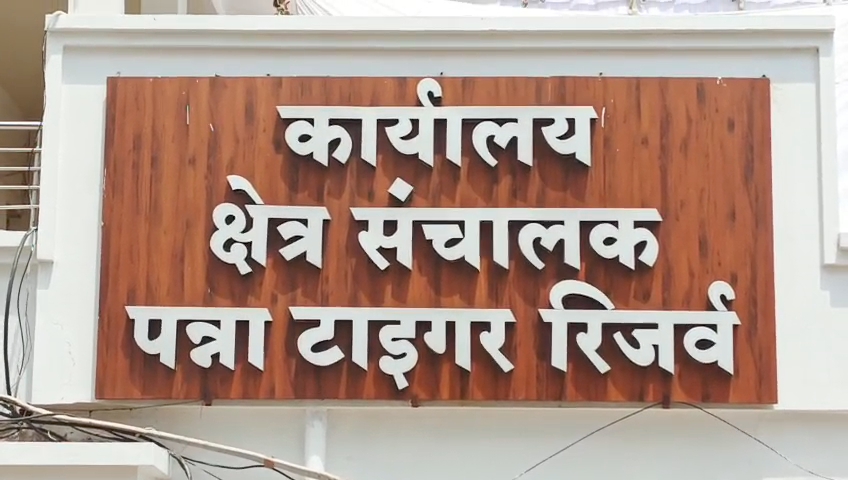 कार्यालय
क्षेत्र संचालक
पन्ना टाइगर रिजर्व